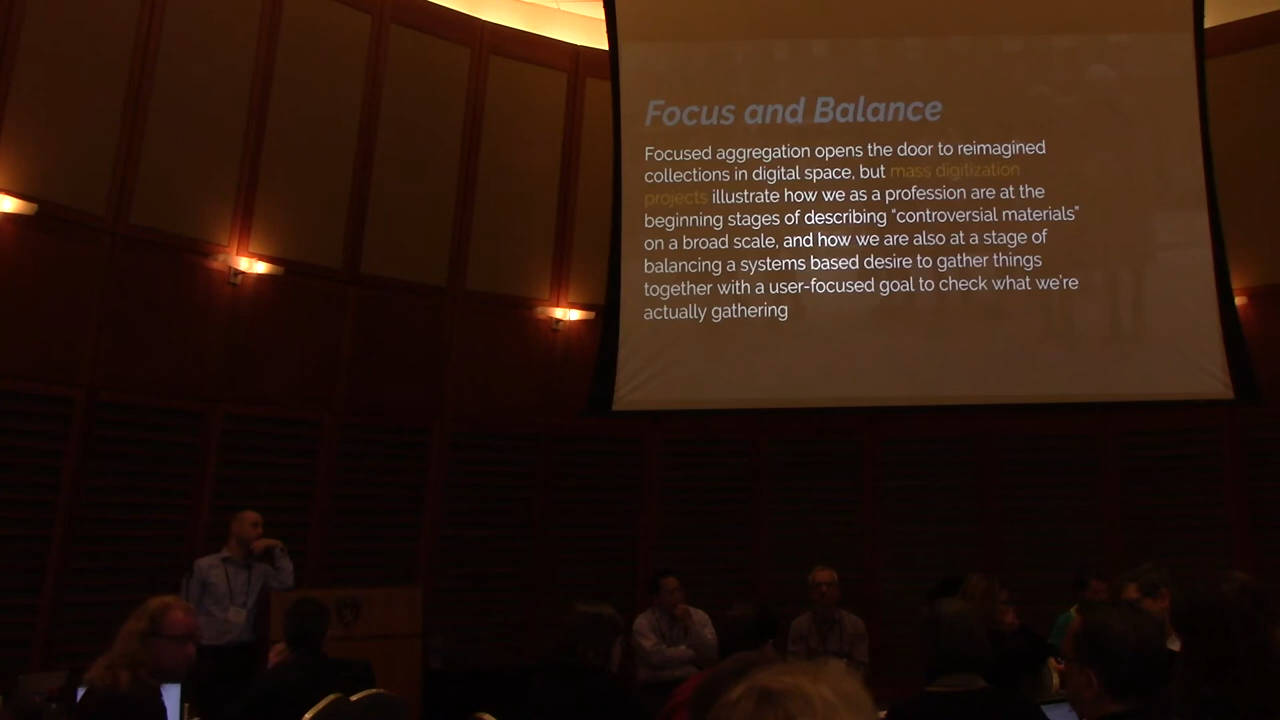 Focus and Balance
Focused aggregation opens the door to reimagined
collections in digital space, but mass digitization
projects illustrate how we as a profession are at the
beginning stages of describing "controversial materials"
on a broad scale, and how we are also at a stage of
balancing a systems based desire to gather things
together with a user-focused goal to check what we're
actually gathering